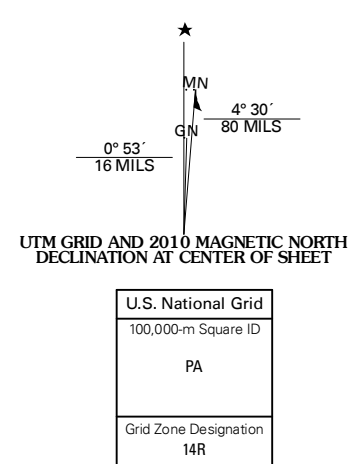 ★
MN
4° 30´
80 MILS
GN
0° 53´
16 MILS
UTM GRID AND 2010 MAGNETIC NORTH
DECLINATION AT CENTER OF SHEET
U.S. National Grid
100,000-m Square ID
PA
Grid Zone Designation
14R